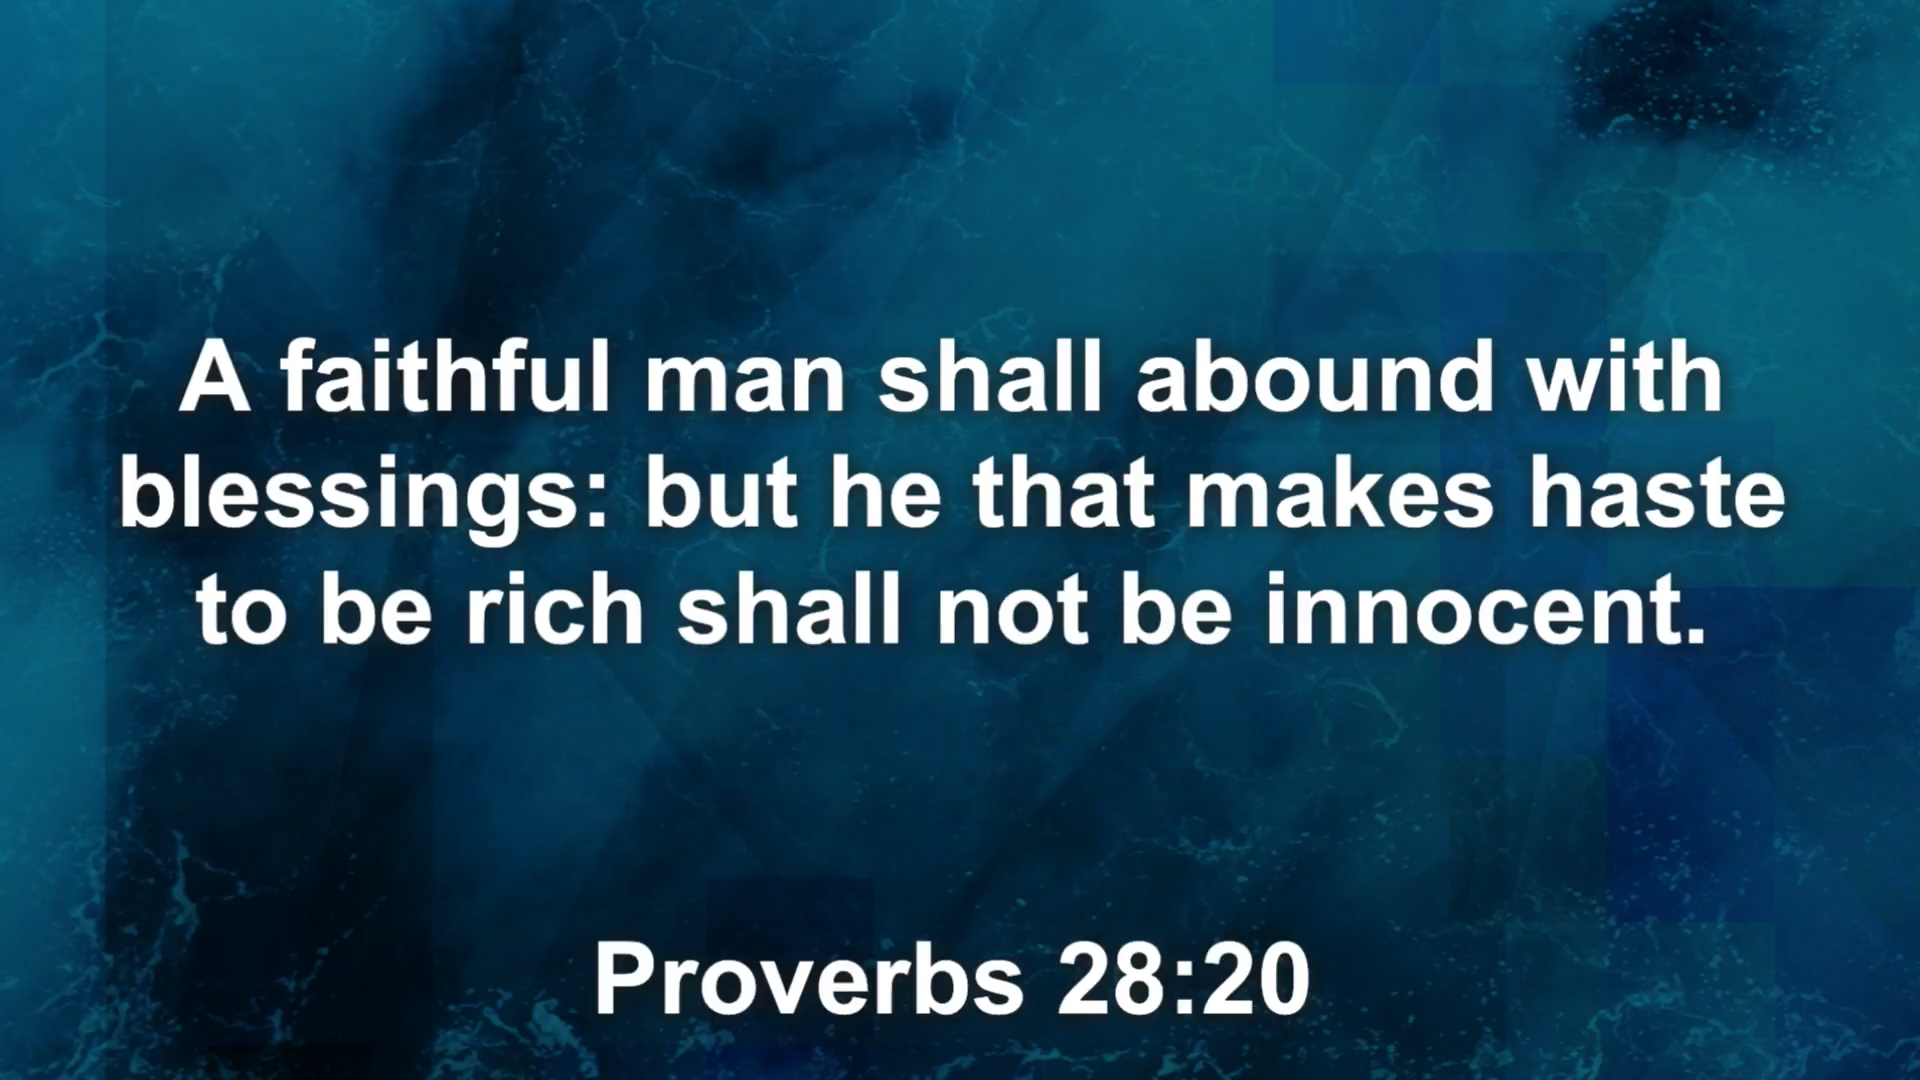 A faithful man shall abound with
blessings: but he that makes haste
to be rich shall not be innocent.
Proverbs 28:20